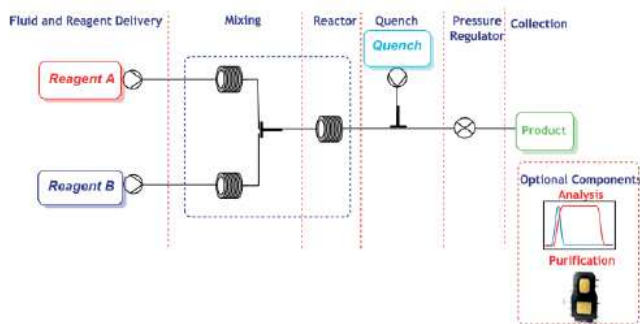 Fluid and Reagent Delivery
Mixing
Reactor
Quench
Pressure
Regulator
Collection
Quench
Reagent A
Product
Reagent B
Optional Components
Analysis
Purification